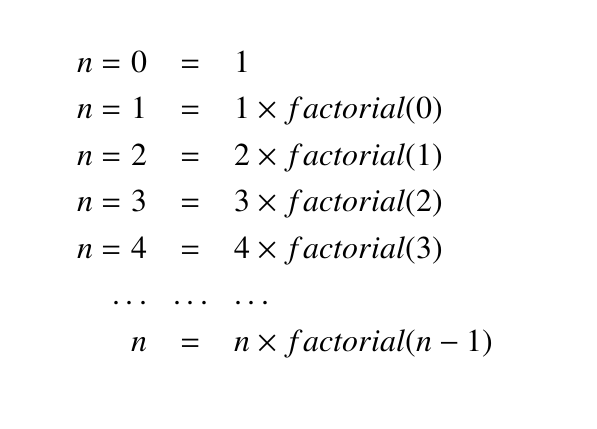 n = 0 = 1
n = 1 = 1 × factorial(0)
n = 2 = 2 × factorial(1)
n = 3 = 3 × factorial(2)
n = 4 = 4 × factorial(3)
... ... ...
n = n × factorial(n − 1)